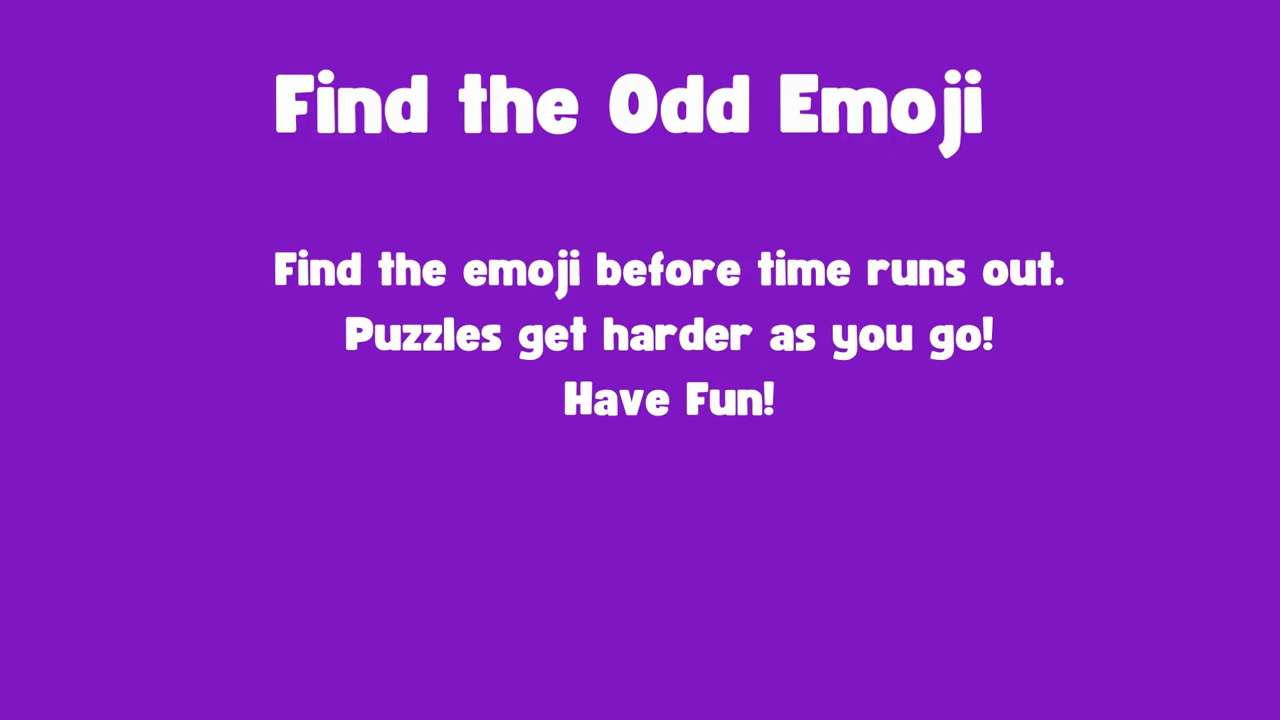 Find the Odd Emoji
Find the emoji before time runs out.
Puzzles get harder as you go!
Have Fun!